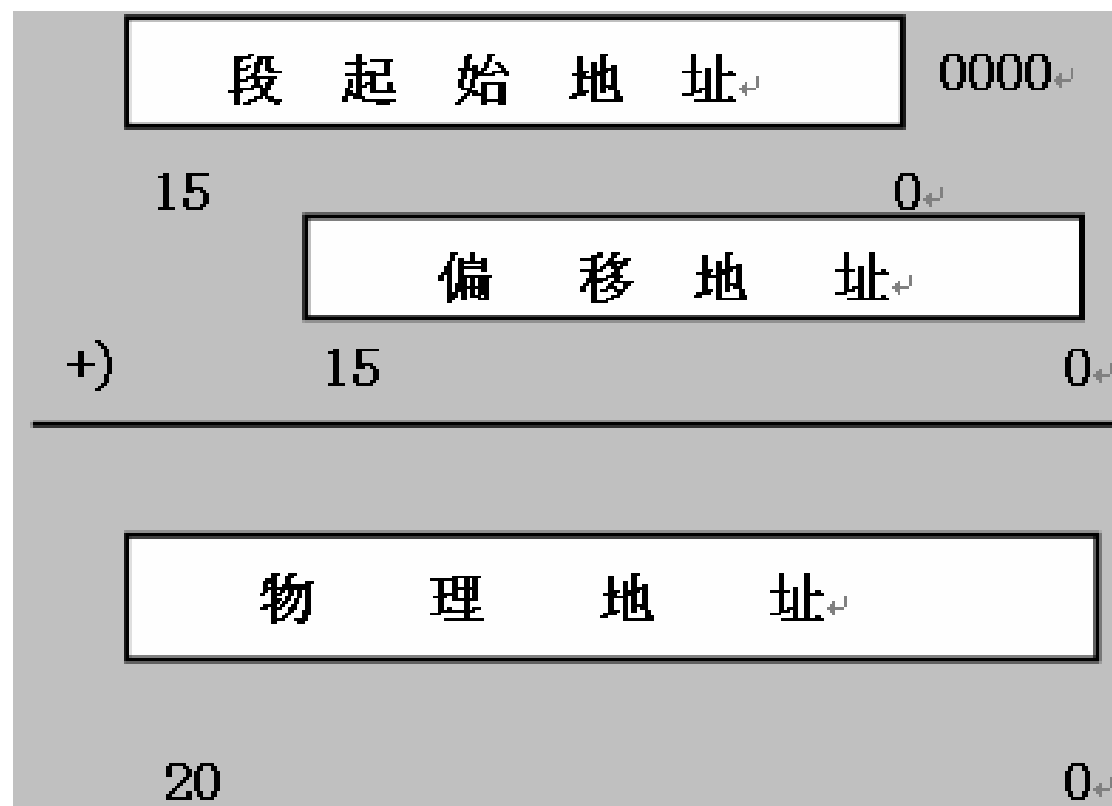 段 起 始 地 址 0000
15 0
偏 移 地 址
+) 15 0
物 理 地 址
20 0